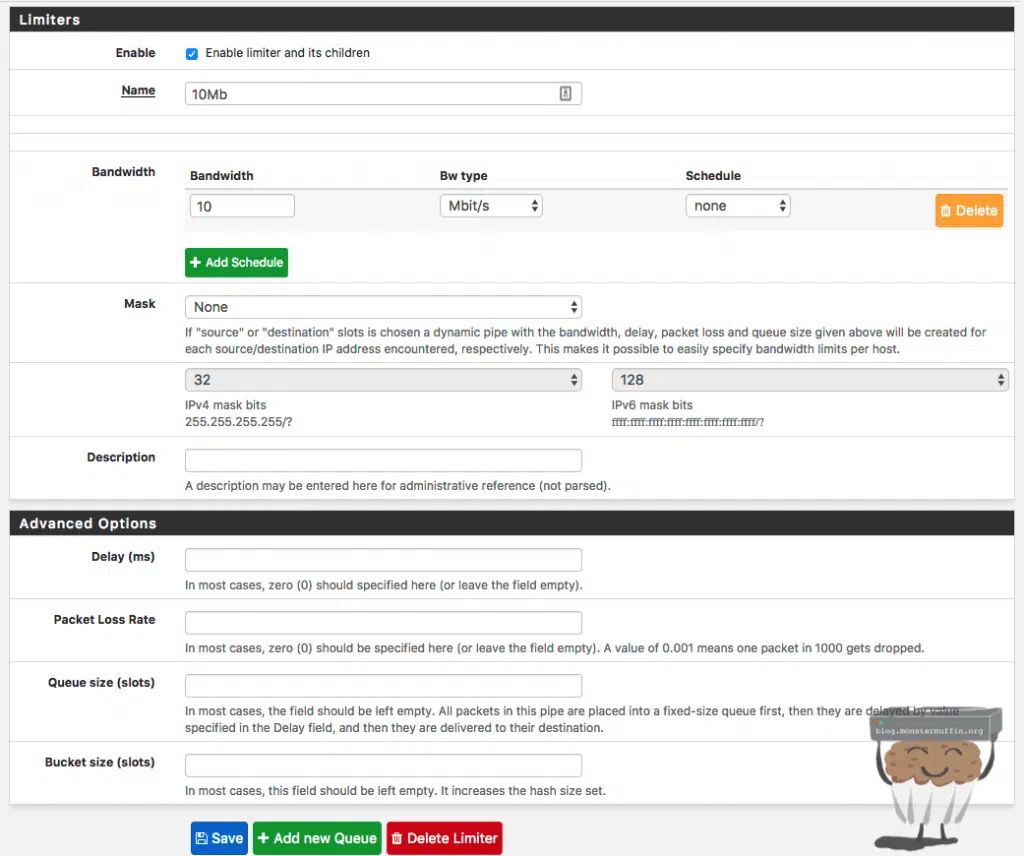 Limiters
Enable
Enable limiter and its children
Name
10Mb
Bandwidth
Bandwidth Bw type Schedule
10 Mbit/s none Delete
Add Schedule
Mask
None
If "source" or "destination" slots is chosen a dynamic pipe with the bandwidth, delay, packet loss and queue size given above will be created for
each source/destination IP address encountered, respectively. This makes it possible to easily specify bandwidth limits per host.
32 128
IPv4 mask bits IPv6 mask bits
255.255.255.255/? ffff:ffff:ffff:ffff:ffff:ffff:ffff:ffff/?
Description
A description may be entered here for administrative reference (not parsed).
Advanced Options
Delay (ms)
In most cases, zero (0) should specified here (or leave the field empty).
Packet Loss Rate
In most cases, zero (0) should be specified here (or leave the field empty). A value of 0.001 means one packet in 1000 gets dropped.
Queue size (slots)
In most cases, the field should be left empty. All packets in this pipe are placed into a fixed-size queue first, then they are delayed by value
specified in the Delay field, and then they are delivered to their destination.
blog.monstermuffin.org
Bucket size (slots)
In most cases, this field should be left empty. It increases the hash size set.
Save Add new Queue Delete Limiter